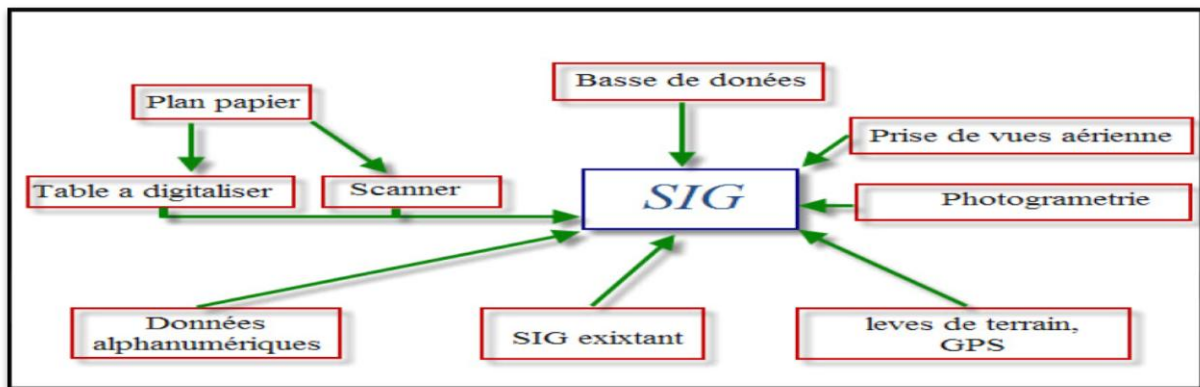 Basse de donées
Plan papier
Prise de vues aérienne
Table a digitaliser
Scanner
SIG
Photogrametrie
Données
alphanumériques
SIG exixtant
leves de terrain,
GPS